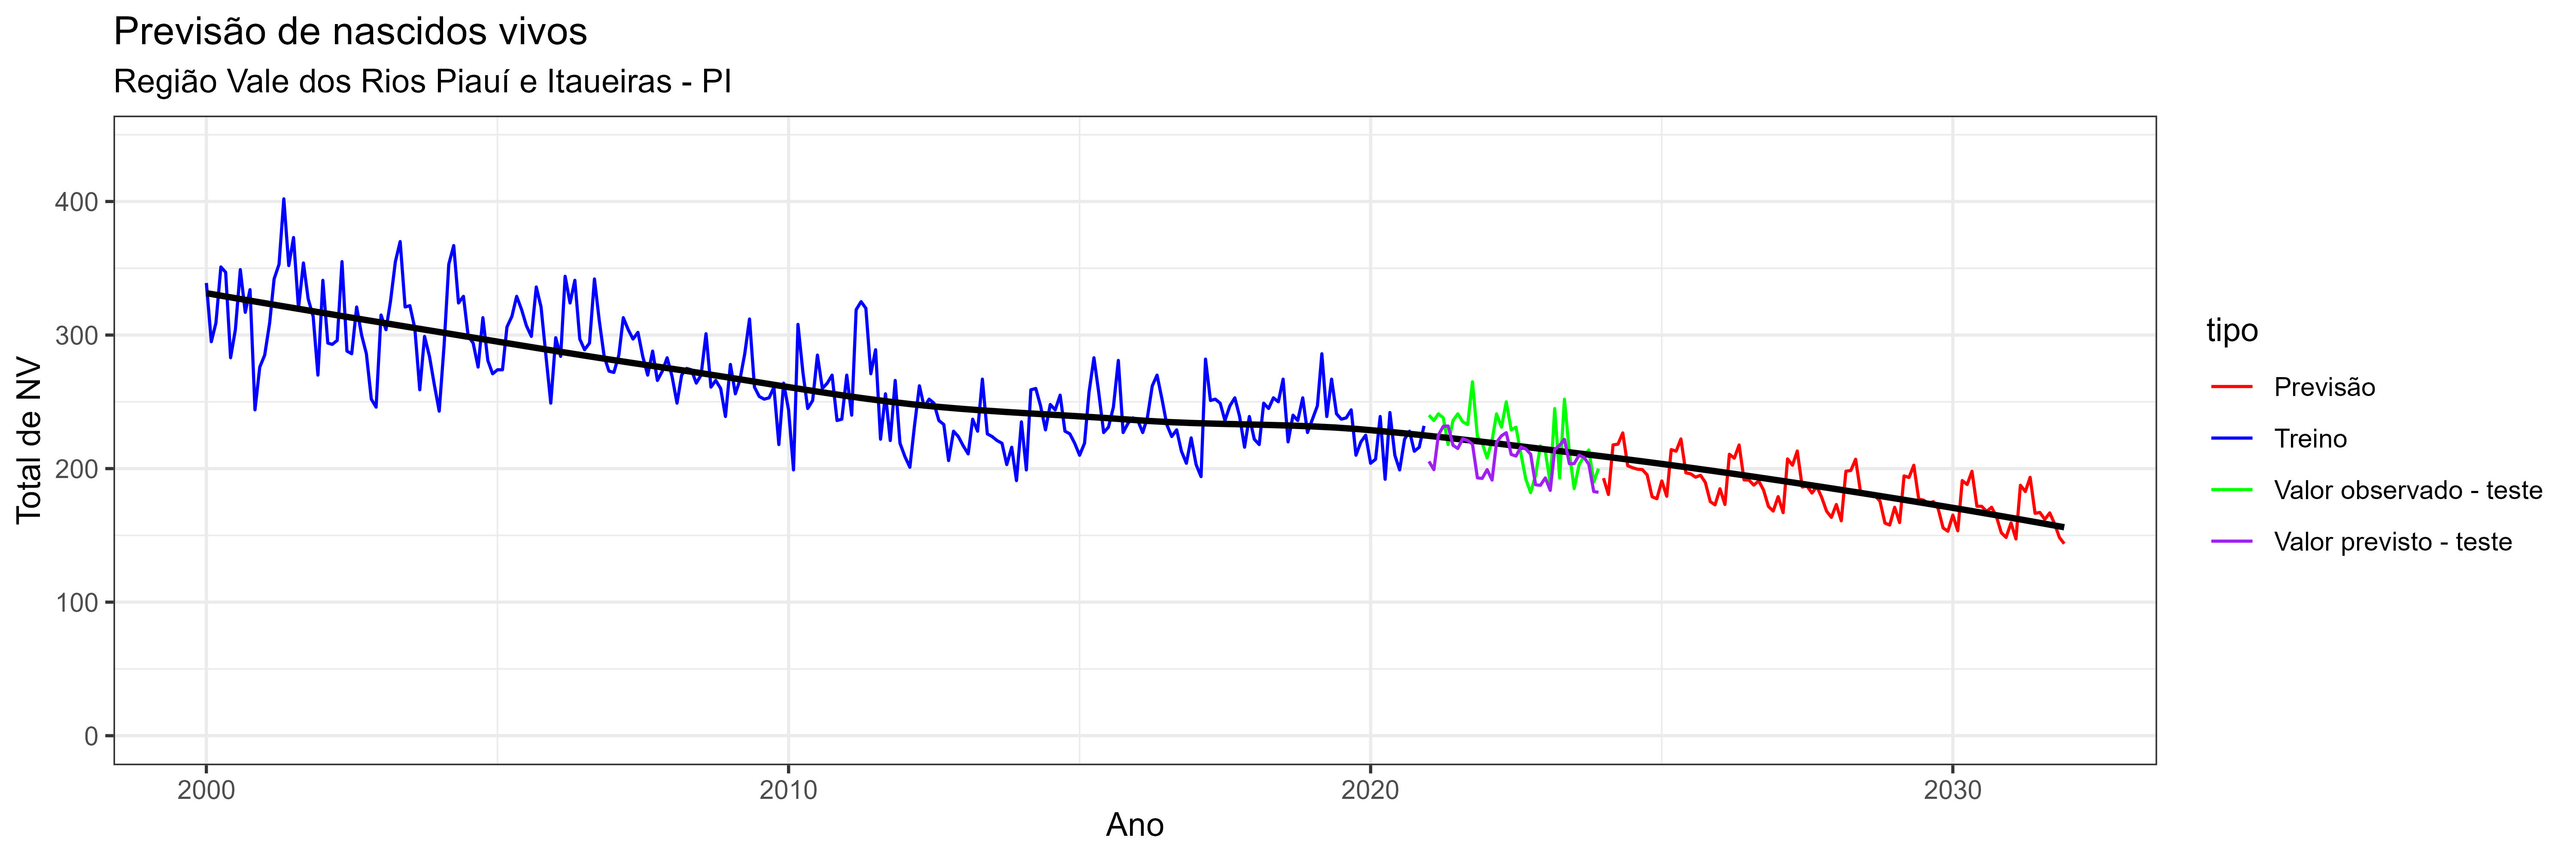 Previsão de nascidos vivos
Região Vale dos Rios Piauí e Itaueiras - PI
Total de NV
400
300
200
100
0
2000
2010
2020
2030
Ano
tipo
Previsão
Treino
Valor observado - teste
Valor previsto - teste